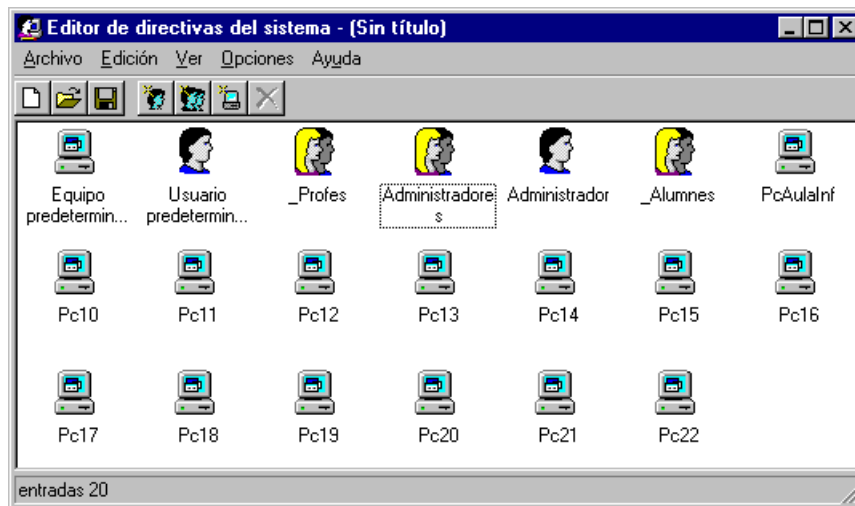 Editor de directivas del sistema - (Sin título)
Archivo Edición Ver Opciones Ayuda
Equipo predetermin... Usuario predetermin... _Profes Administradores _Alumnes PcAulaInf
Administrador
Pc10 Pc11 Pc12 Pc13 Pc14 Pc15 Pc16
Pc17 Pc18 Pc19 Pc20 Pc21 Pc22
entradas 20